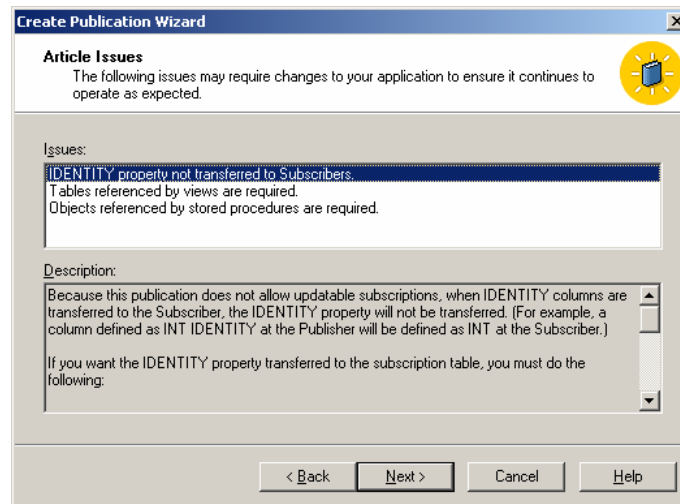 Create Publication Wizard
Article Issues
The following issues may require changes to your application to ensure it continues to
operate as expected.
Issues:
IDENTITY property not transferred to Subscribers.
Tables referenced by views are required.
Objects referenced by stored procedures are required.
Description:
Because this publication does not allow updatable subscriptions, when IDENTITY columns are
transferred to the Subscriber, the IDENTITY property will not be transferred. (For example, a
column defined as INT IDENTITY at the Publisher will be defined as INT at the Subscriber.)
If you want the IDENTITY property transferred to the subscription table, you must do the
following:
< Back Next > Cancel Help